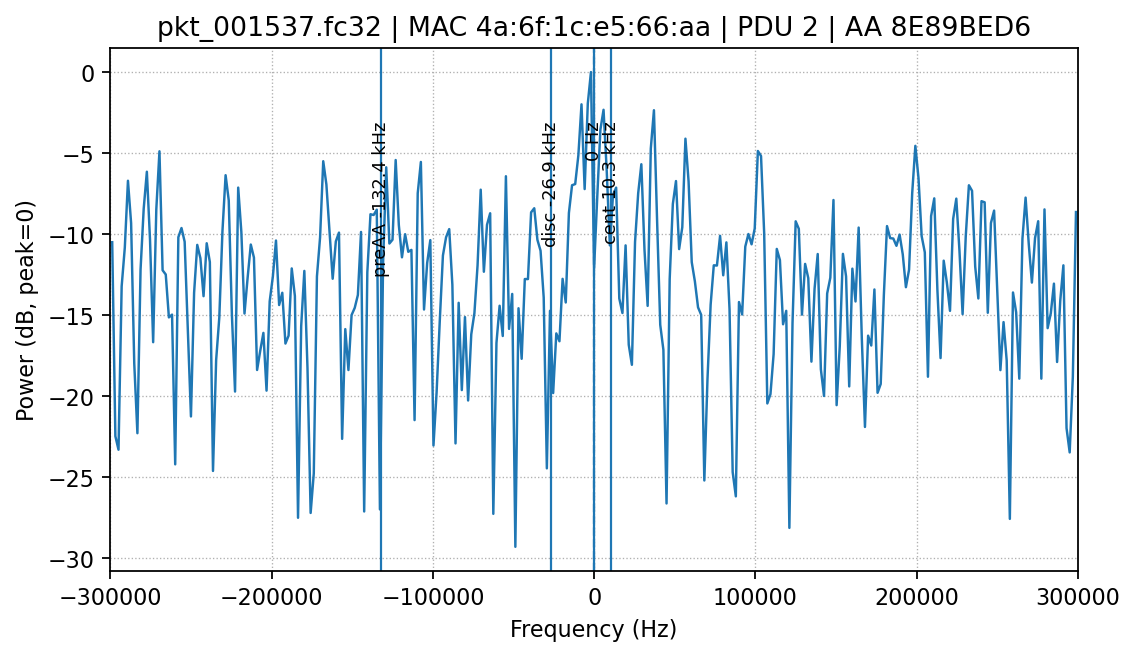 pkt_001537.fc32 | MAC 4a:6f:1c:e5:66:aa | PDU 2 | AA 8E89BED6
Power (dB, peak=0)
0
−5
−10
−15
−20
−25
−30
preAA -132.4 kHz
disc -26.9 kHz
0 Hz
cent 10.3 kHz
−300000
−200000
−100000
0
100000
200000
300000
Frequency (Hz)